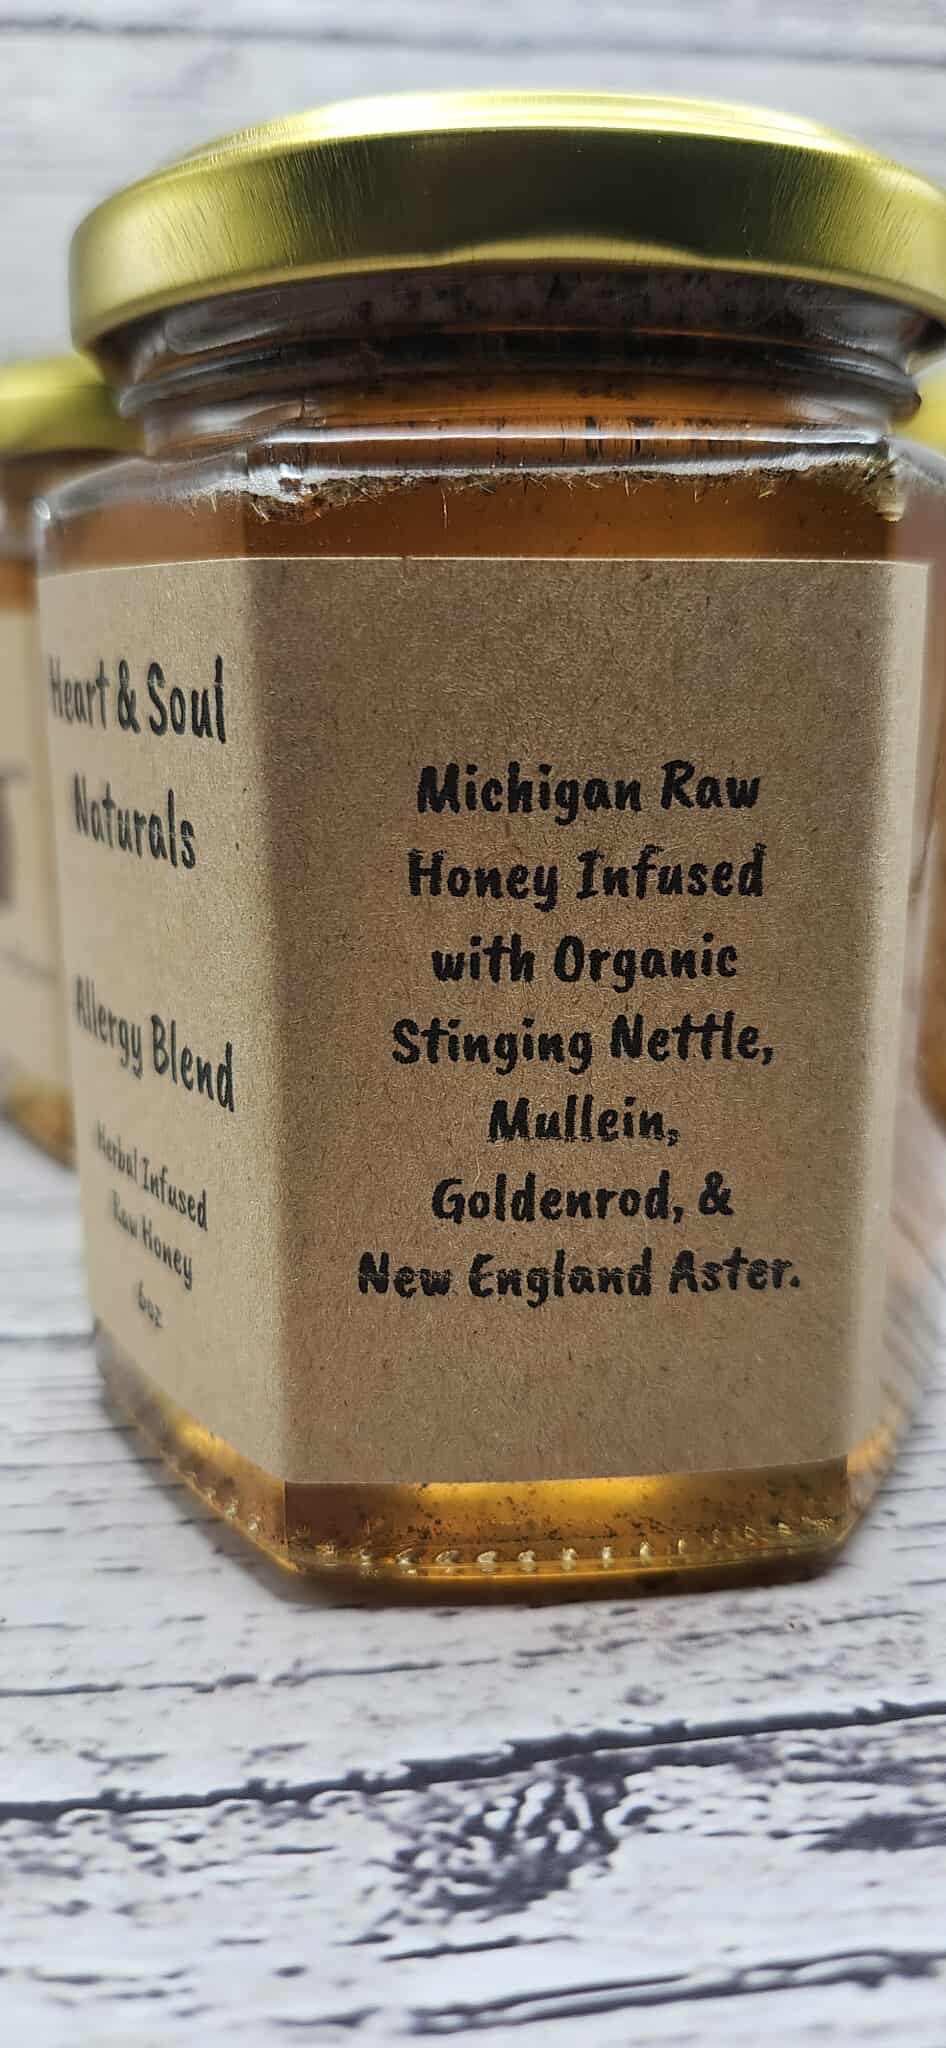 Heart & Soul
Naturals
Allergy Blend
Herbal Infused
Raw Honey
6oz
Michigan Raw
Honey Infused
with Organic
Stinging Nettle,
Mullein,
Goldenrod, &
New England Aster.